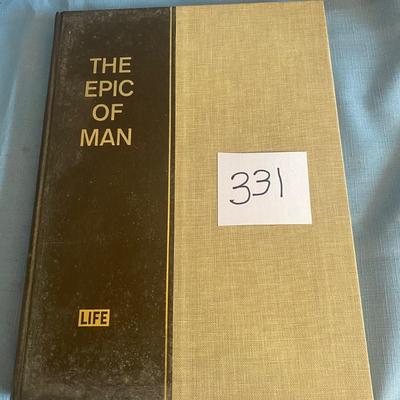 THE
EPIC
OF
MAN
331
LIFE